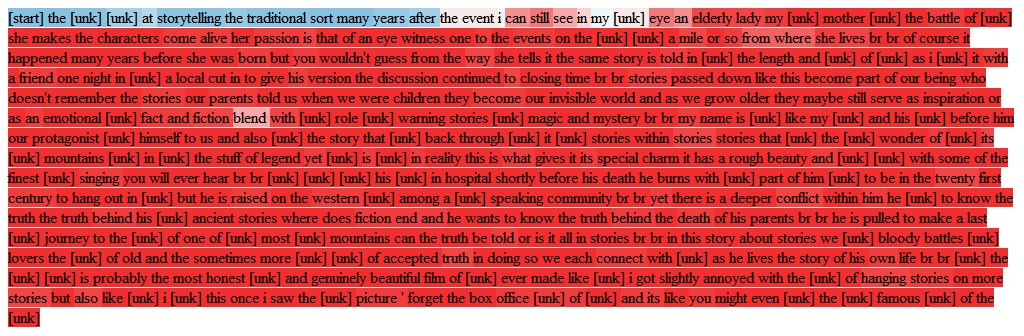 [start] the [unk] [unk] at storytelling the traditional sort many years after the event i can still see in my [unk] eye an elderly lady my [unk] mother [unk] the battle of [unk]
she makes the characters come alive her passion is that of an eye witness one to the events on the [unk] [unk] a mile or so from where she lives br br of course it
happened many years before she was born but you wouldn't guess from the way she tells it the same story is told in [unk] the length and [unk] of [unk] as i [unk] it with
a friend one night in [unk] a local cut in to give his version the discussion continued to closing time br br stories passed down like this become part of our being who
doesn't remember the stories our parents told us when we were children they become our invisible world and as we grow older they maybe still serve as inspiration or
as an emotional [unk] fact and fiction blend with [unk] role [unk] warning stories [unk] magic and mystery br br my name is [unk] like my [unk] and his [unk] before him
our protagonist [unk] himself to us and also [unk] the story that [unk] back through [unk] it [unk] stories within stories stories that [unk] the [unk] wonder of [unk] its
[unk] mountains [unk] in [unk] the stuff of legend yet [unk] is [unk] in reality this is what gives it its special charm it has a rough beauty and [unk] [unk] with some of the
finest [unk] singing you will ever hear br br [unk] [unk] [unk] his [unk] in hospital shortly before his death he burns with [unk] part of him [unk] to be in the twenty first
century to hang out in [unk] but he is raised on the western [unk] among a [unk] speaking community br br yet there is a deeper conflict within him he [unk] to know the
truth the truth behind his [unk] ancient stories where does fiction end and he wants to know the truth behind the death of his parents br br he is pulled to make a last
[unk] journey to the [unk] of one of [unk] most [unk] mountains can the truth be told or is it all in stories br br in this story about stories we [unk] bloody battles [unk]
lovers the [unk] of old and the sometimes more [unk] [unk] of accepted truth in doing so we each connect with [unk] as he lives the story of his own life br br [unk] the
[unk] [unk] is probably the most honest [unk] and genuinely beautiful film of [unk] ever made like [unk] i got slightly annoyed with the [unk] of hanging stories on more
stories but also like [unk] i [unk] this once i saw the [unk] picture ' forget the box office [unk] of [unk] and its like you might even [unk] the [unk] famous [unk] of the
[unk]